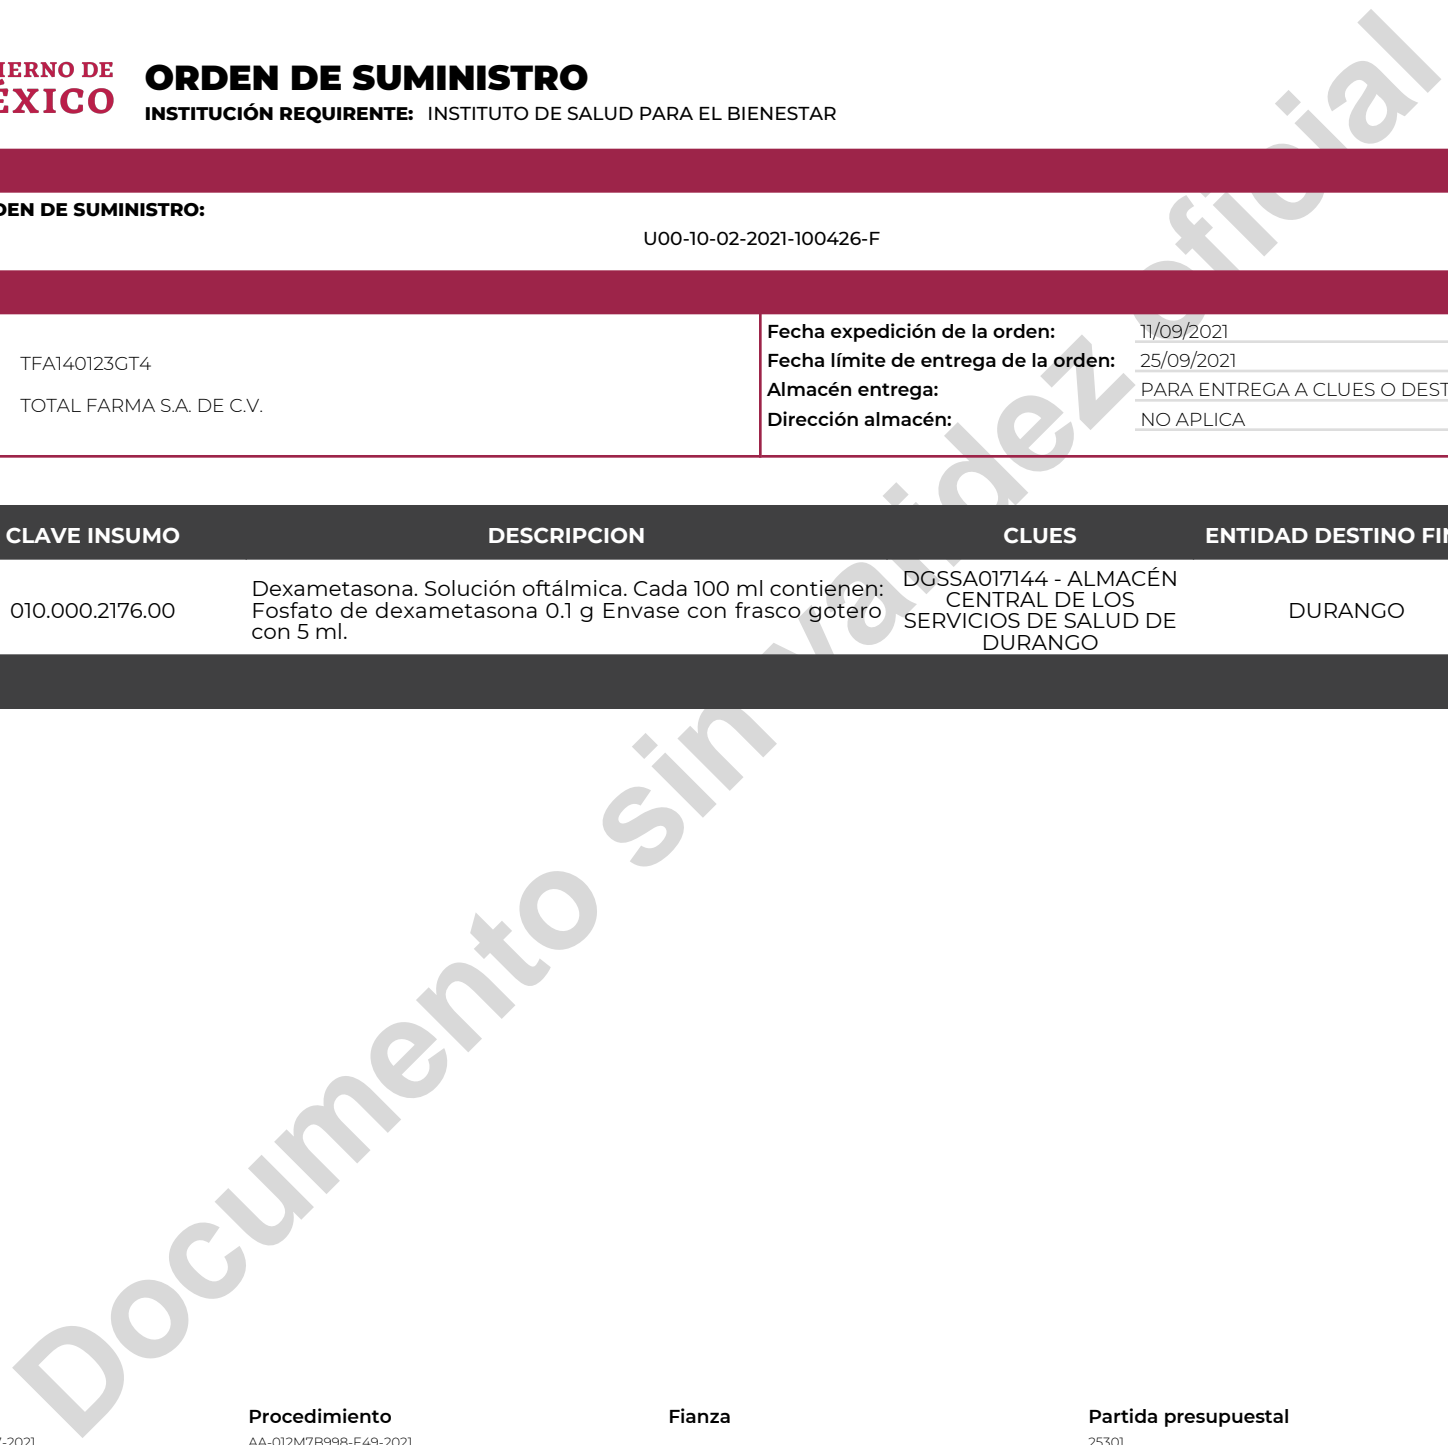 IERNO DE
ÉXICO
ORDEN DE SUMINISTRO
INSTITUCIÓN REQUIRENTE: INSTITUTO DE SALUD PARA EL BIENESTAR
DEN DE SUMINISTRO:
U00-10-02-2021-100426-F
TFA140123GT4
TOTAL FARMA S.A. DE C.V.
Fecha expedición de la orden: 11/09/2021
Fecha límite de entrega de la orden: 25/09/2021
Almacén entrega: PARA ENTREGA A CLUES O DEST
Dirección almacén: NO APLICA
CLAVE INSUMO DESCRIPCION CLUES ENTIDAD DESTINO FIN
010.000.2176.00
Dexametasona. Solución oftálmica. Cada 100 ml contienen:
Fosfato de dexametasona 0.1 g Envase con frasco gotero
con 5 ml.
DGSSA017144 - ALMACÉN
CENTRAL DE LOS
SERVICIOS DE SALUD DE
DURANGO
DURANGO
Documento sin validez oficial
Procedimiento Fianza Partida presupuestal
-2021 AA-012M7B998-E49-2021 25301